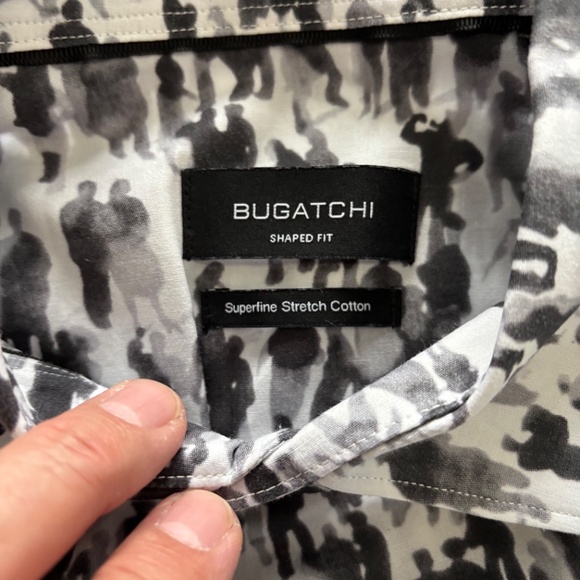 BUGATCHI
SHAPED FIT
Superfine Stretch Cotton